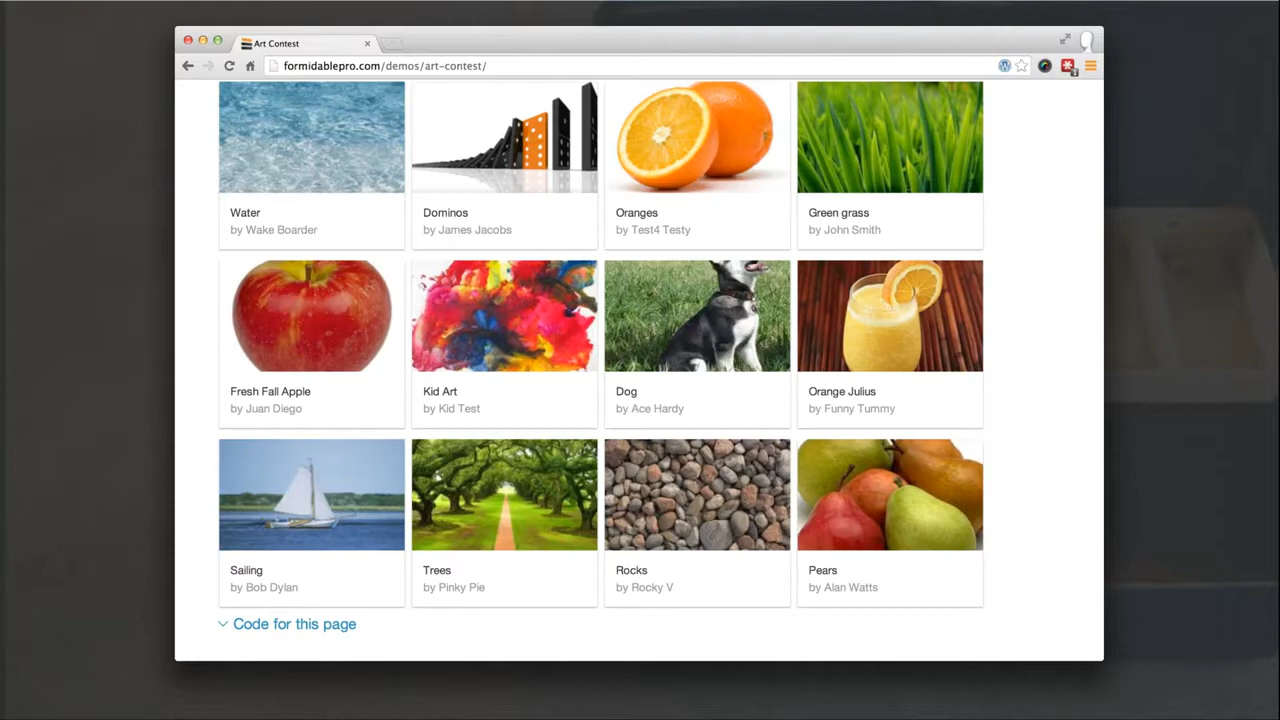 Art Contest
formidablepro.com/demos/art-contest/
Water
by Wake Boarder
Dominos
by James Jacobs
Oranges
by Test4 Testy
Green grass
by John Smith
Fresh Fall Apple
by Juan Diego
Kid Art
by Kid Test
Dog
by Ace Hardy
Orange Julius
by Funny Tummy
Sailing
by Bob Dylan
Trees
by Pinky Pie
Rocks
by Rocky V
Pears
by Alan Watts
Code for this page